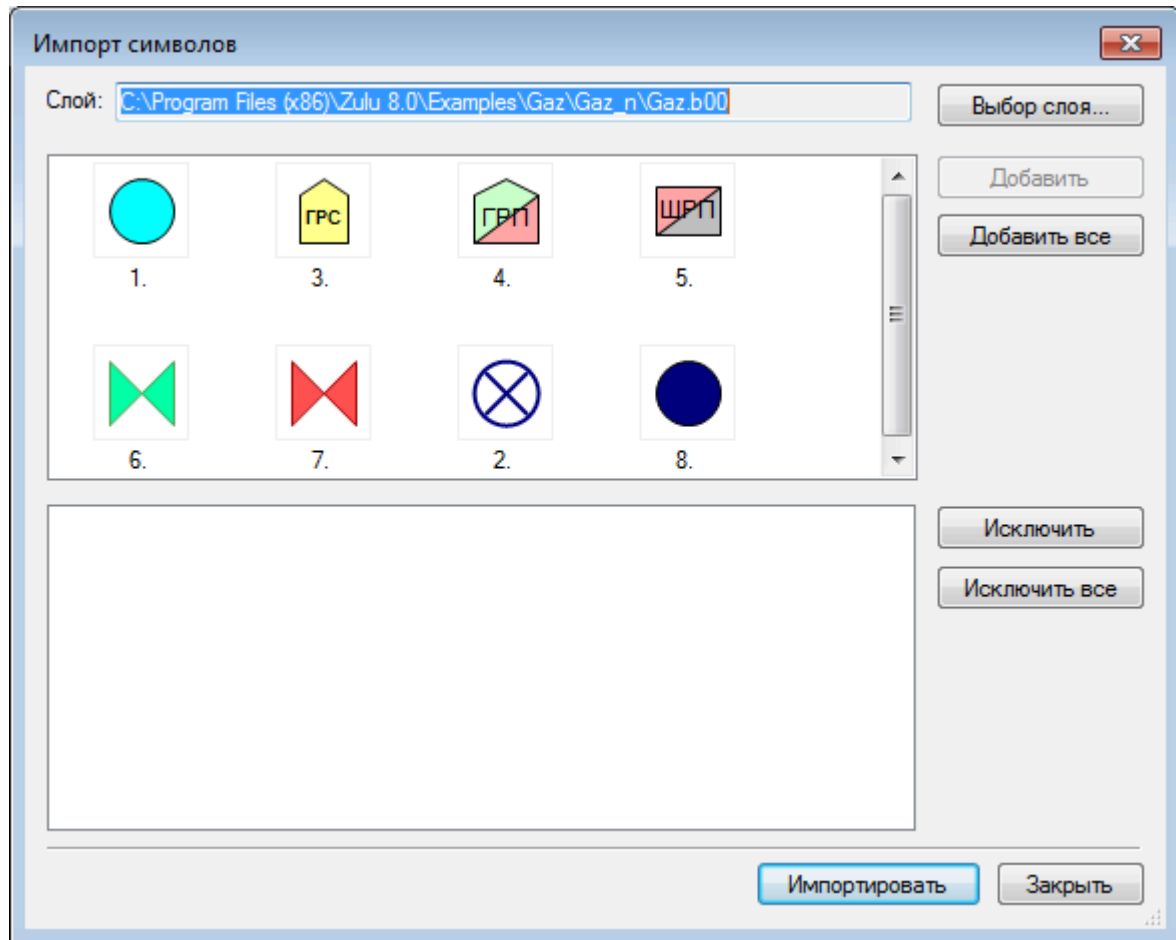 Импорт символов
Слой: C:\Program Files (x86)\Zulu 8.0\Examples\Gaz\Gaz_n\Gaz.b00 Выбор слоя...
Добавить
ГРС ГРП ШРП
Добавить все
1. 3. 4. 5.
6. 7. 2. 8.
Исключить
Исключить все
Импортировать Закрыть